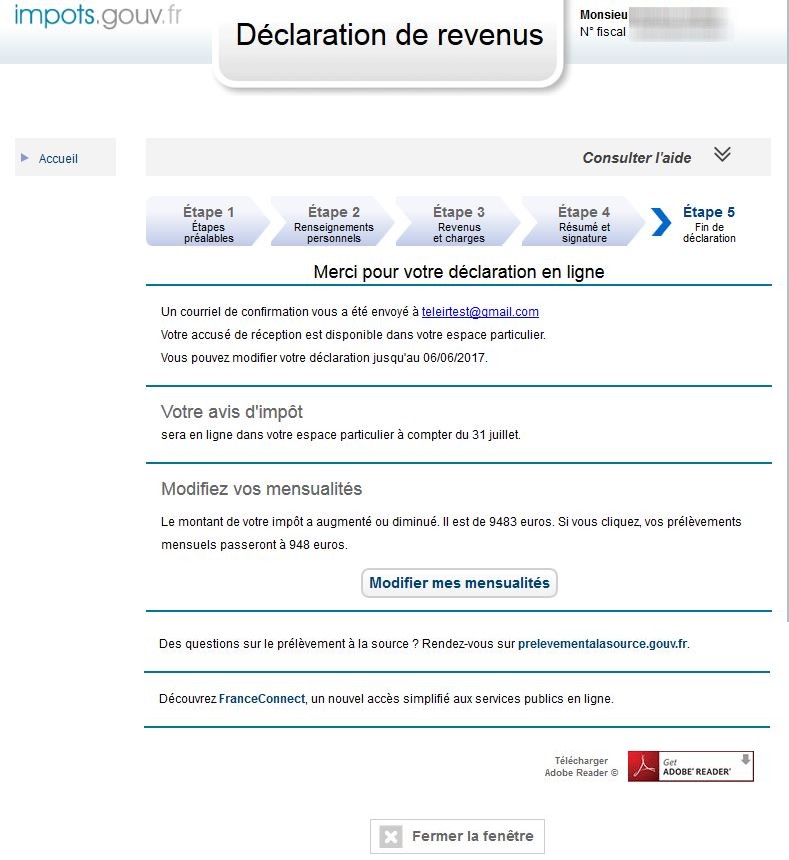 impots.gouv.fr
Déclaration de revenus
Monsieur
N° fiscal
Accueil
Consulter l'aide
Étape 1
Étapes
préalables
Étape 2
Renseignements
personnels
Étape 3
Revenus
et charges
Étape 4
Résumé et
signature
Étape 5
Fin de
déclaration
Merci pour votre déclaration en ligne
Un courriel de confirmation vous a été envoyé à teleirtest@gmail.com
Votre accusé de réception est disponible dans votre espace particulier.
Vous pouvez modifier votre déclaration jusqu'au 06/06/2017.
Votre avis d'impôt
sera en ligne dans votre espace particulier à compter du 31 juillet.
Modifiez vos mensualités
Le montant de votre impôt a augmenté ou diminué. Il est de 9483 euros. Si vous cliquez, vos prélèvements
mensuels passeront à 948 euros.
Modifier mes mensualités
Des questions sur le prélèvement à la source ? Rendez-vous sur prelevementalasource.gouv.fr.
Découvrez FranceConnect, un nouvel accès simplifié aux services publics en ligne.
Télécharger
Adobe Reader ©
Get
ADOBE® READER®
Fermer la fenêtre